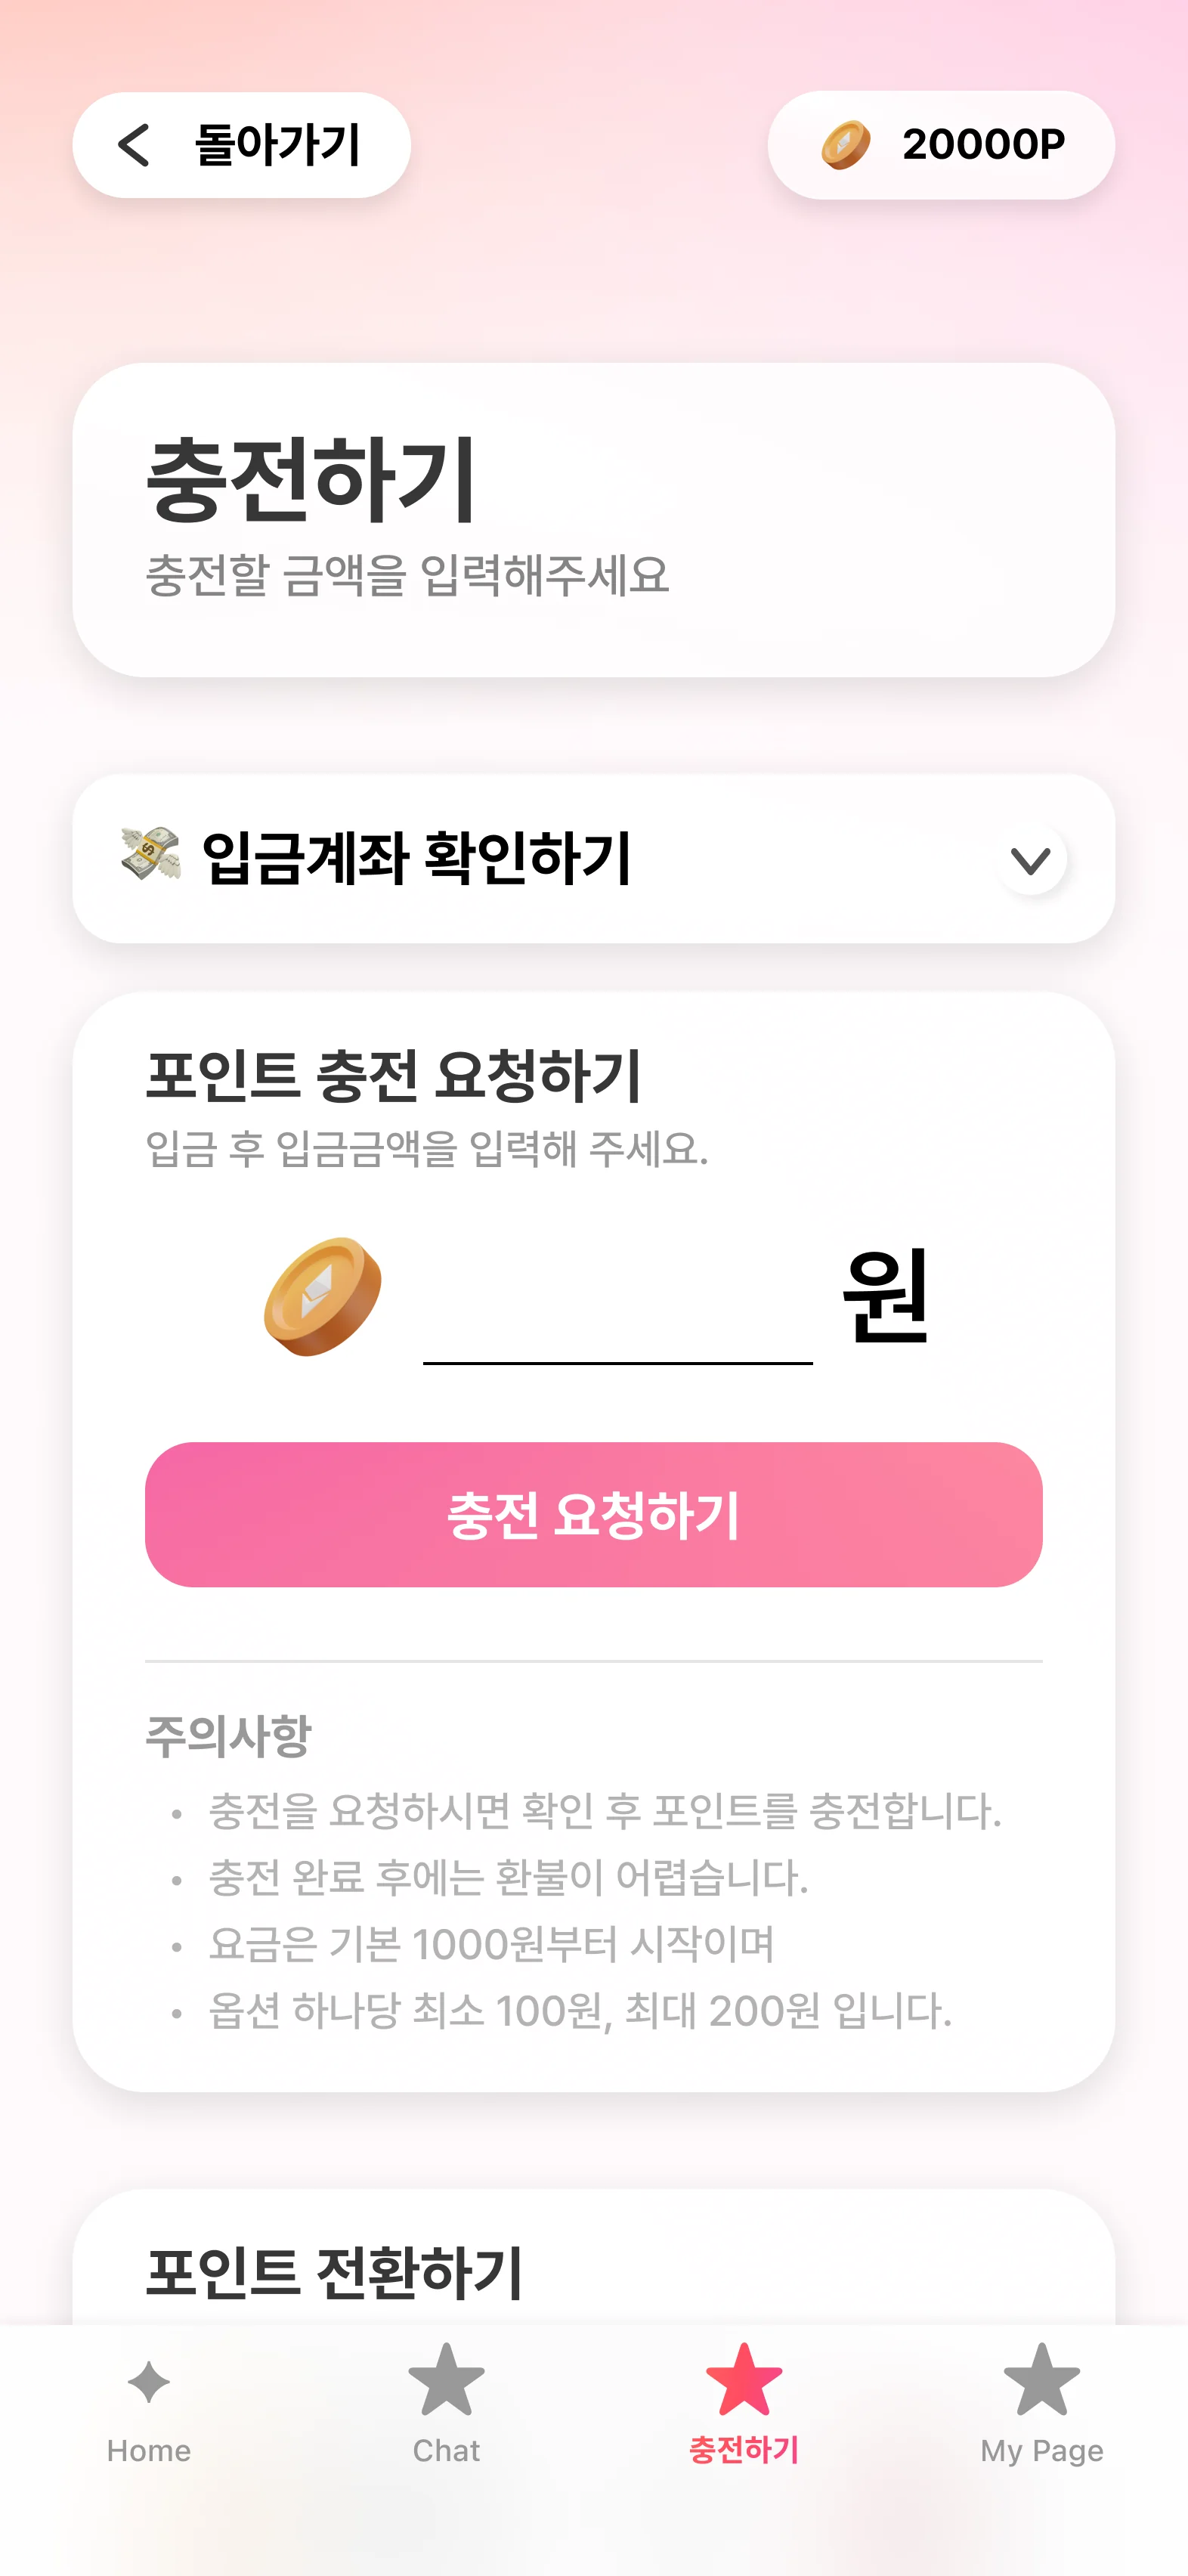 돌아가기
20000P
충전하기
충전할 금액을 입력해주세요
입금계좌 확인하기
포인트 충전 요청하기
입금 후 입금금액을 입력해 주세요.
원
충전 요청하기
주의사항
• 충전을 요청하시면 확인 후 포인트를 충전합니다.
• 충전 완료 후에는 환불이 어렵습니다.
• 요금은 기본 1000원부터 시작이며
• 옵션 하나당 최소 100원, 최대 200원 입니다.
포인트 전환하기
Home
Chat
충전하기
My Page